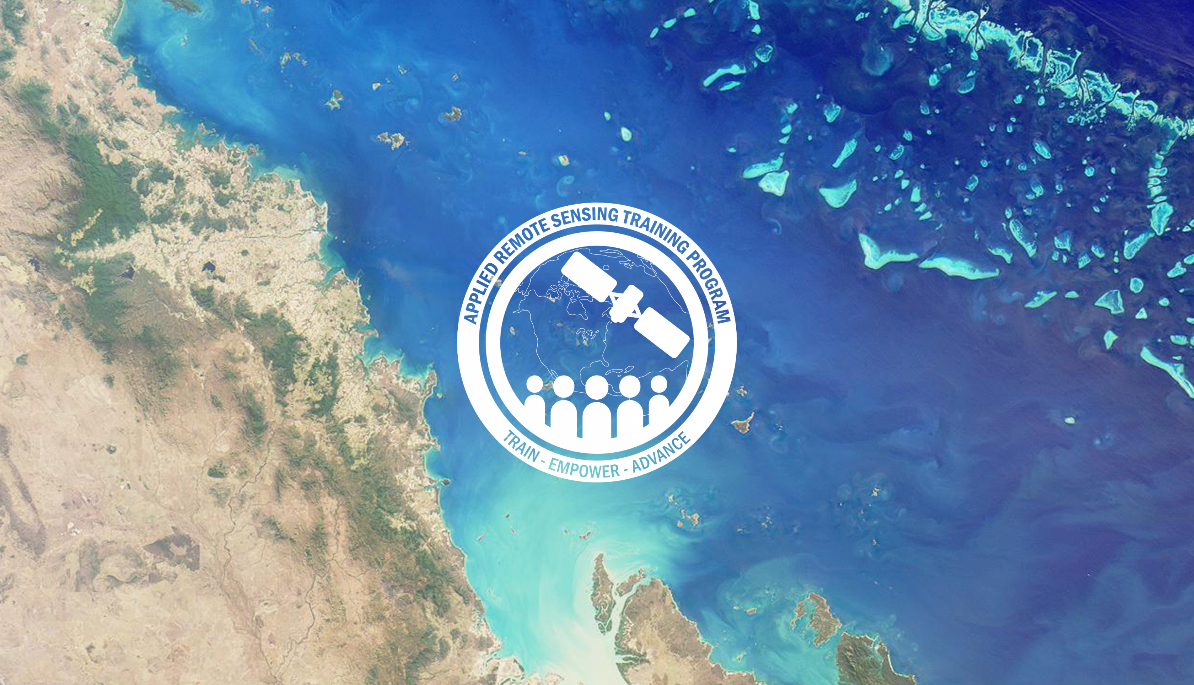 APPLIED REMOTE SENSING TRAINING PROGRAM
TRAIN - EMPOWER - ADVANCE